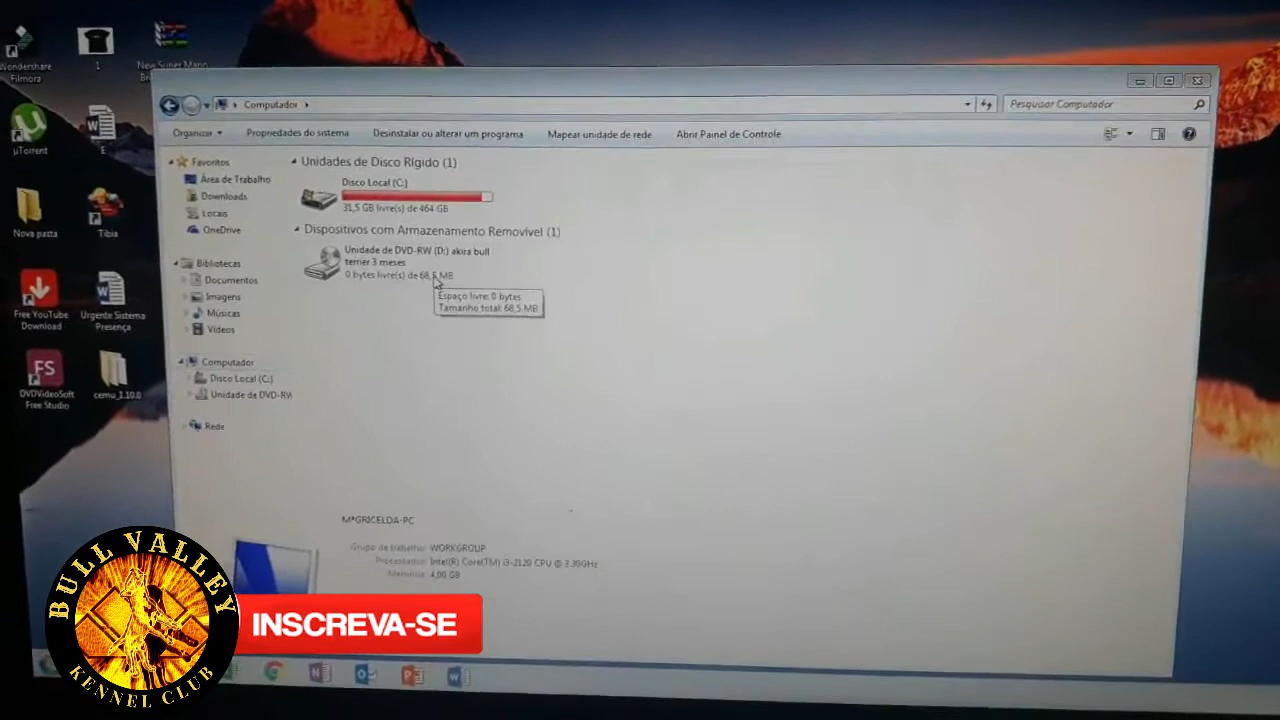 Wondershare
Filmora
1
New Super Mario
µTorrent
E
Nova pasta
Tibia
Free YouTube
Download
Urgente Sistema
Presença
FS
DVDVideoSoft
Free Studio
cemu_1.10.0
Computador
Pesquisar Computador
Organizar
Propriedades do sistema
Desinstalar ou alterar um programa
Mapear unidade de rede
Abrir Painel de Controle
Favoritos
Área de Trabalho
Downloads
Locais
OneDrive
Bibliotecas
Documentos
Imagens
Músicas
Vídeos
Computador
Disco Local (C:)
Unidade de DVD-RW
Rede
Unidades de Disco Rígido (1)
Disco Local (C:)
31,5 GB livre(s) de 464 GB
Dispositivos com Armazenamento Removível (1)
Unidade de DVD-RW (D:) akira bull
terrier 3 meses
0 bytes livre(s) de 68,5 MB
Espaço livre: 0 bytes
Tamanho total: 68,5 MB
MªGRICELDA-PC
Grupo de trabalho: WORKGROUP
Processador: Intel(R) Core(TM) i3-2120 CPU @ 3.30GHz
Memória: 4,00 GB
BULL VALLEY
KENNEL CLUB
INSCREVA-SE